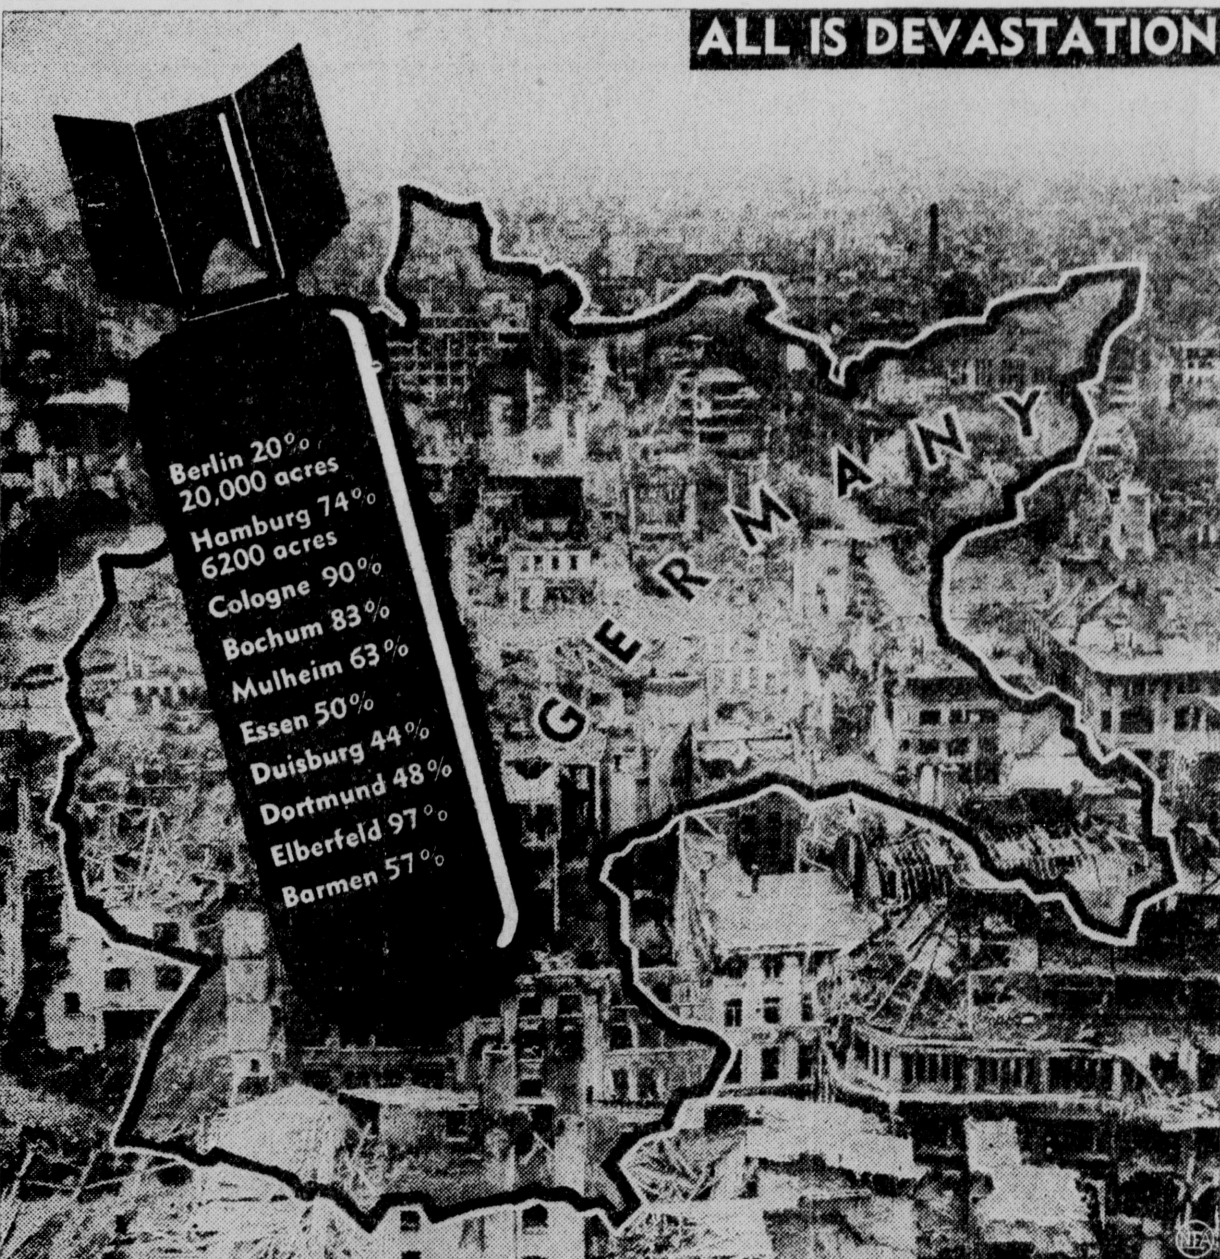 ALL IS DEVASTATION
Berlin 20%
20,000 acres
Hamburg 74%
6200 acres
Cologne 90%
Bochum 83%
Mulheim 63%
Essen 50%
Duisburg 44%
Dortmund 48%
Elberfeld 97%
Barmen 57%
GERMANY
NEA